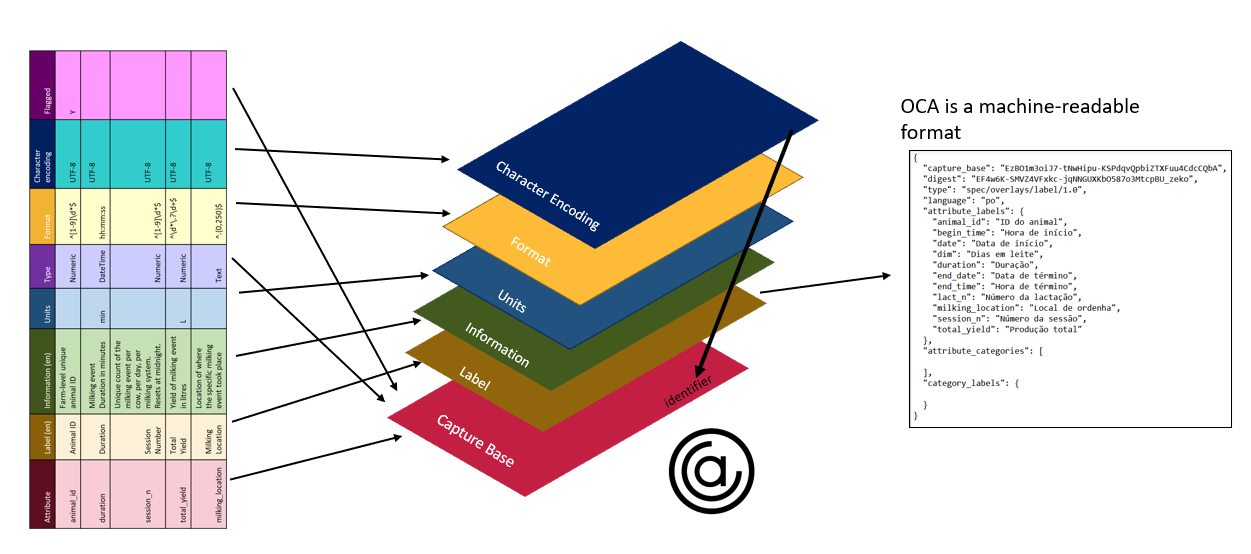 Flagged
Y
Character
encoding
UTF-8
UTF-8
UTF-8
UTF-8
UTF-8
Format
^[1-9]\d*$
hh:mm:ss
^[1-9]\d*$
^\d*\.?\d+$
^.{0,250}$
Type
Numeric
DateTime
Numeric
Numeric
Text
Units
min
L
Information (en)
Farm-level unique
animal ID
Milking event
Duration in minutes
Unique count of the
milking event per
cow, per day, per
milking system.
Resets at midnight.
Yield of milking event
in litres
Location of where
the specific milking
event took place
Label (en)
Animal ID
Duration
Session
Number
Total
Yield
Milking
Location
Attribute
animal_id
duration
session_n
total_yield
milking_location
Character Encoding
Format
Units
Information
Label
Capture Base
identifier
@
OCA is a machine-readable
format
{
"capture_base": "EzBO1m3oiJ7-tNwHipu-KSPdqvQpbiZTXFuu4CdcCQbA",
"digest": "EF4w6K-SMVZ4VFxkc-jqNNGUXKbO587o3MtcpBU_zeko",
"type": "spec/overlays/label/1.0",
"language": "po",
"attribute_labels": {
"animal_id": "ID do animal",
"begin_time": "Hora de início",
"date": "Data de início",
"dim": "Dias em leite",
"duration": "Duração",
"end_date": "Data de término",
"end_time": "Hora de término",
"lact_n": "Número da lactação",
"milking_location": "Local de ordenha",
"session_n": "Número da sessão",
"total_yield": "Produção total"
},
"attribute_categories": [
],
"category_labels": {
}
}